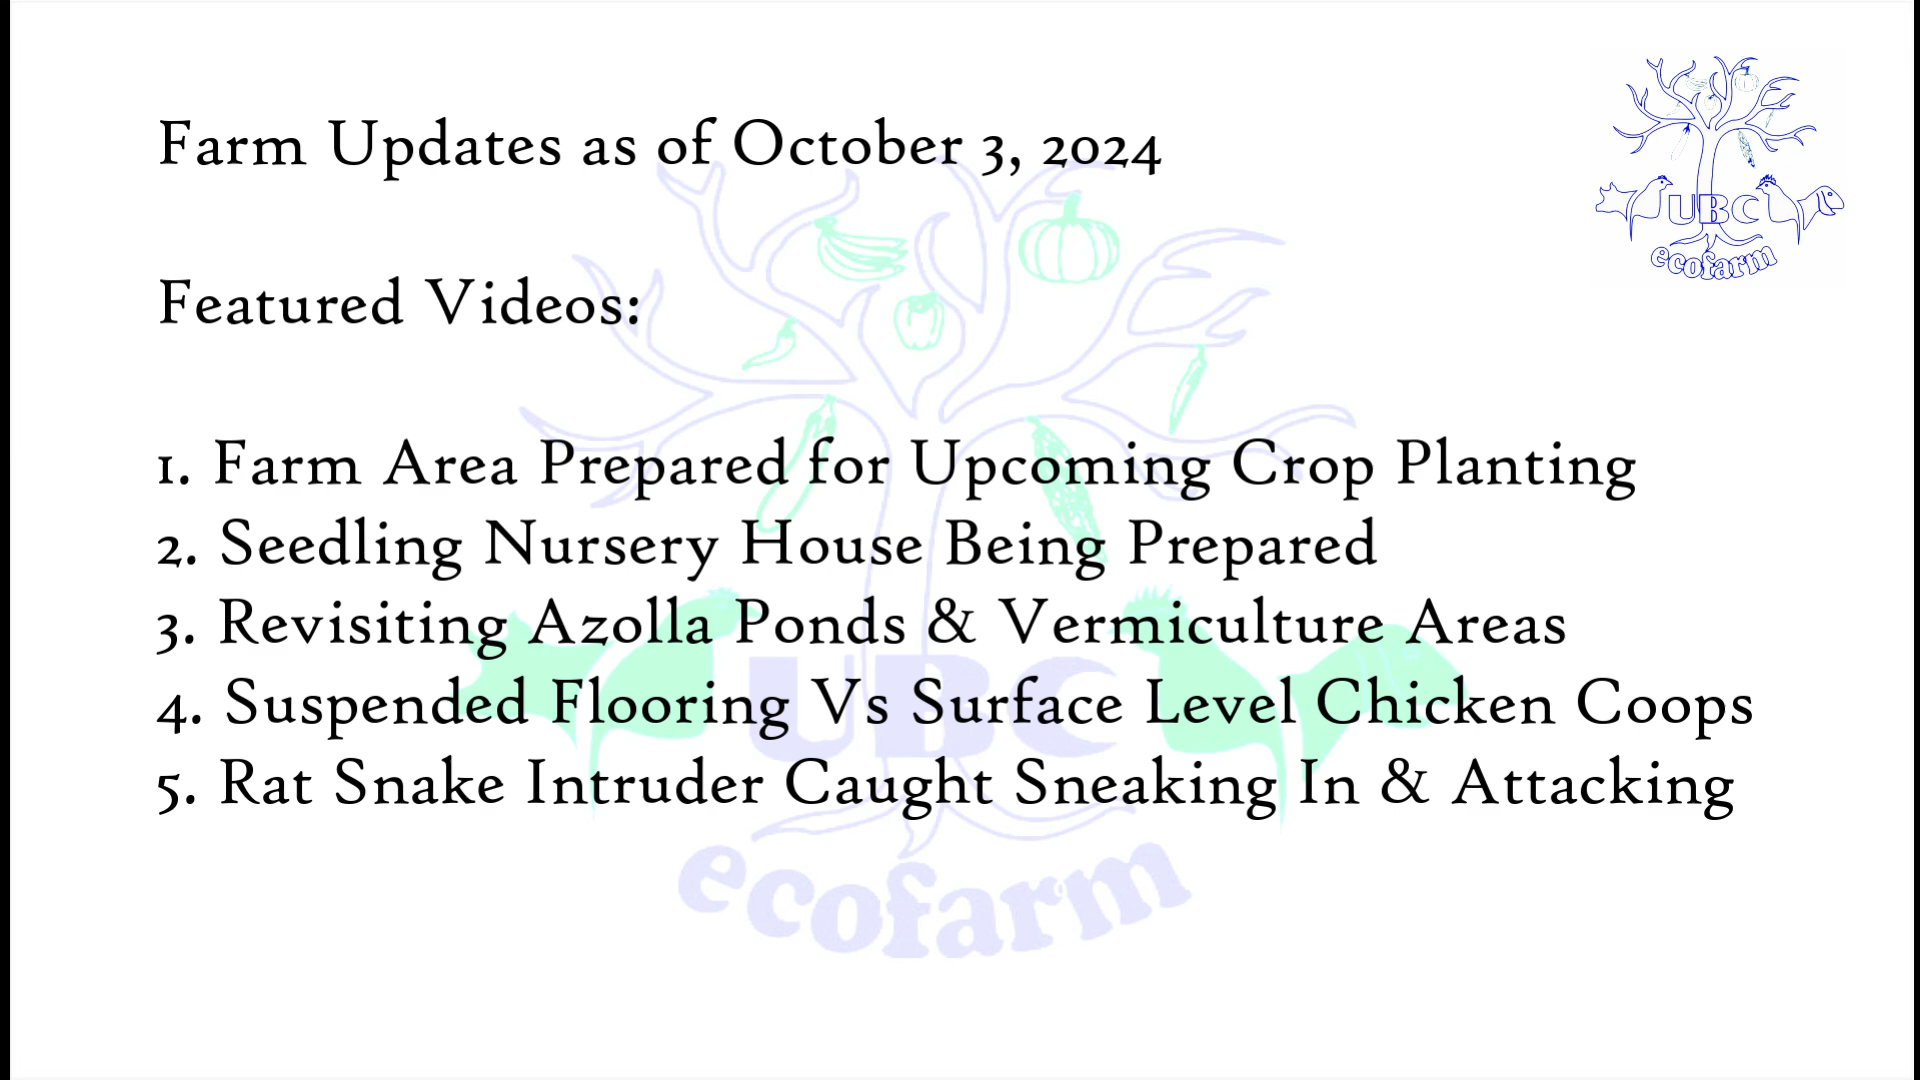 Farm Updates as of October 3, 2024
UBC
ecofarm
Featured Videos:
1. Farm Area Prepared for Upcoming Crop Planting
2. Seedling Nursery House Being Prepared
3. Revisiting Azolla Ponds & Vermiculture Areas
4. Suspended Flooring Vs Surface Level Chicken Coops
5. Rat Snake Intruder Caught Sneaking In & Attacking
UBC
ecofarm